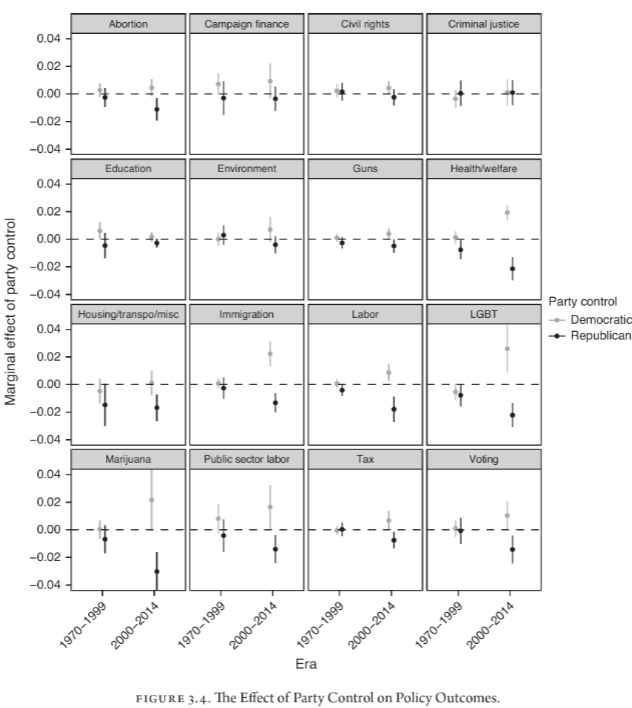 Abortion Campaign finance Civil rights Criminal justice
0.04
0.02
0.00
−0.02
−0.04
Education Environment Guns Health/welfare
0.04
0.02
0.00
−0.02
−0.04
Housing/transpo/misc Immigration Labor LGBT
0.04
0.02
0.00
−0.02
−0.04
Marijuana Public sector labor Tax Voting
0.04
0.02
0.00
−0.02
−0.04
Marginal effect of party control
Party control
Democratic
Republican
1970–1999 2000–2014 1970–1999 2000–2014 1970–1999 2000–2014 1970–1999 2000–2014
Era
FIGURE 3.4. The Effect of Party Control on Policy Outcomes.